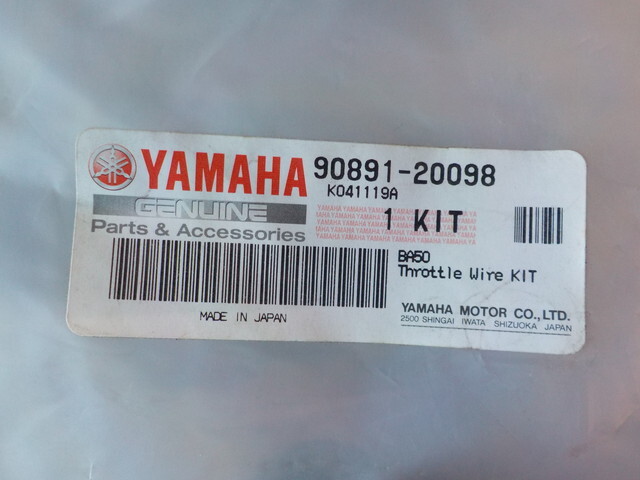 YAMAHA 90891-20098
K041119A
GENUINE
1 KIT
Parts & Accessories
BA50
Throttle Wire KIT
MADE IN JAPAN
YAMAHA MOTOR CO.,LTD.
2500 SHINGAI IWATA SHIZUOKA JAPAN